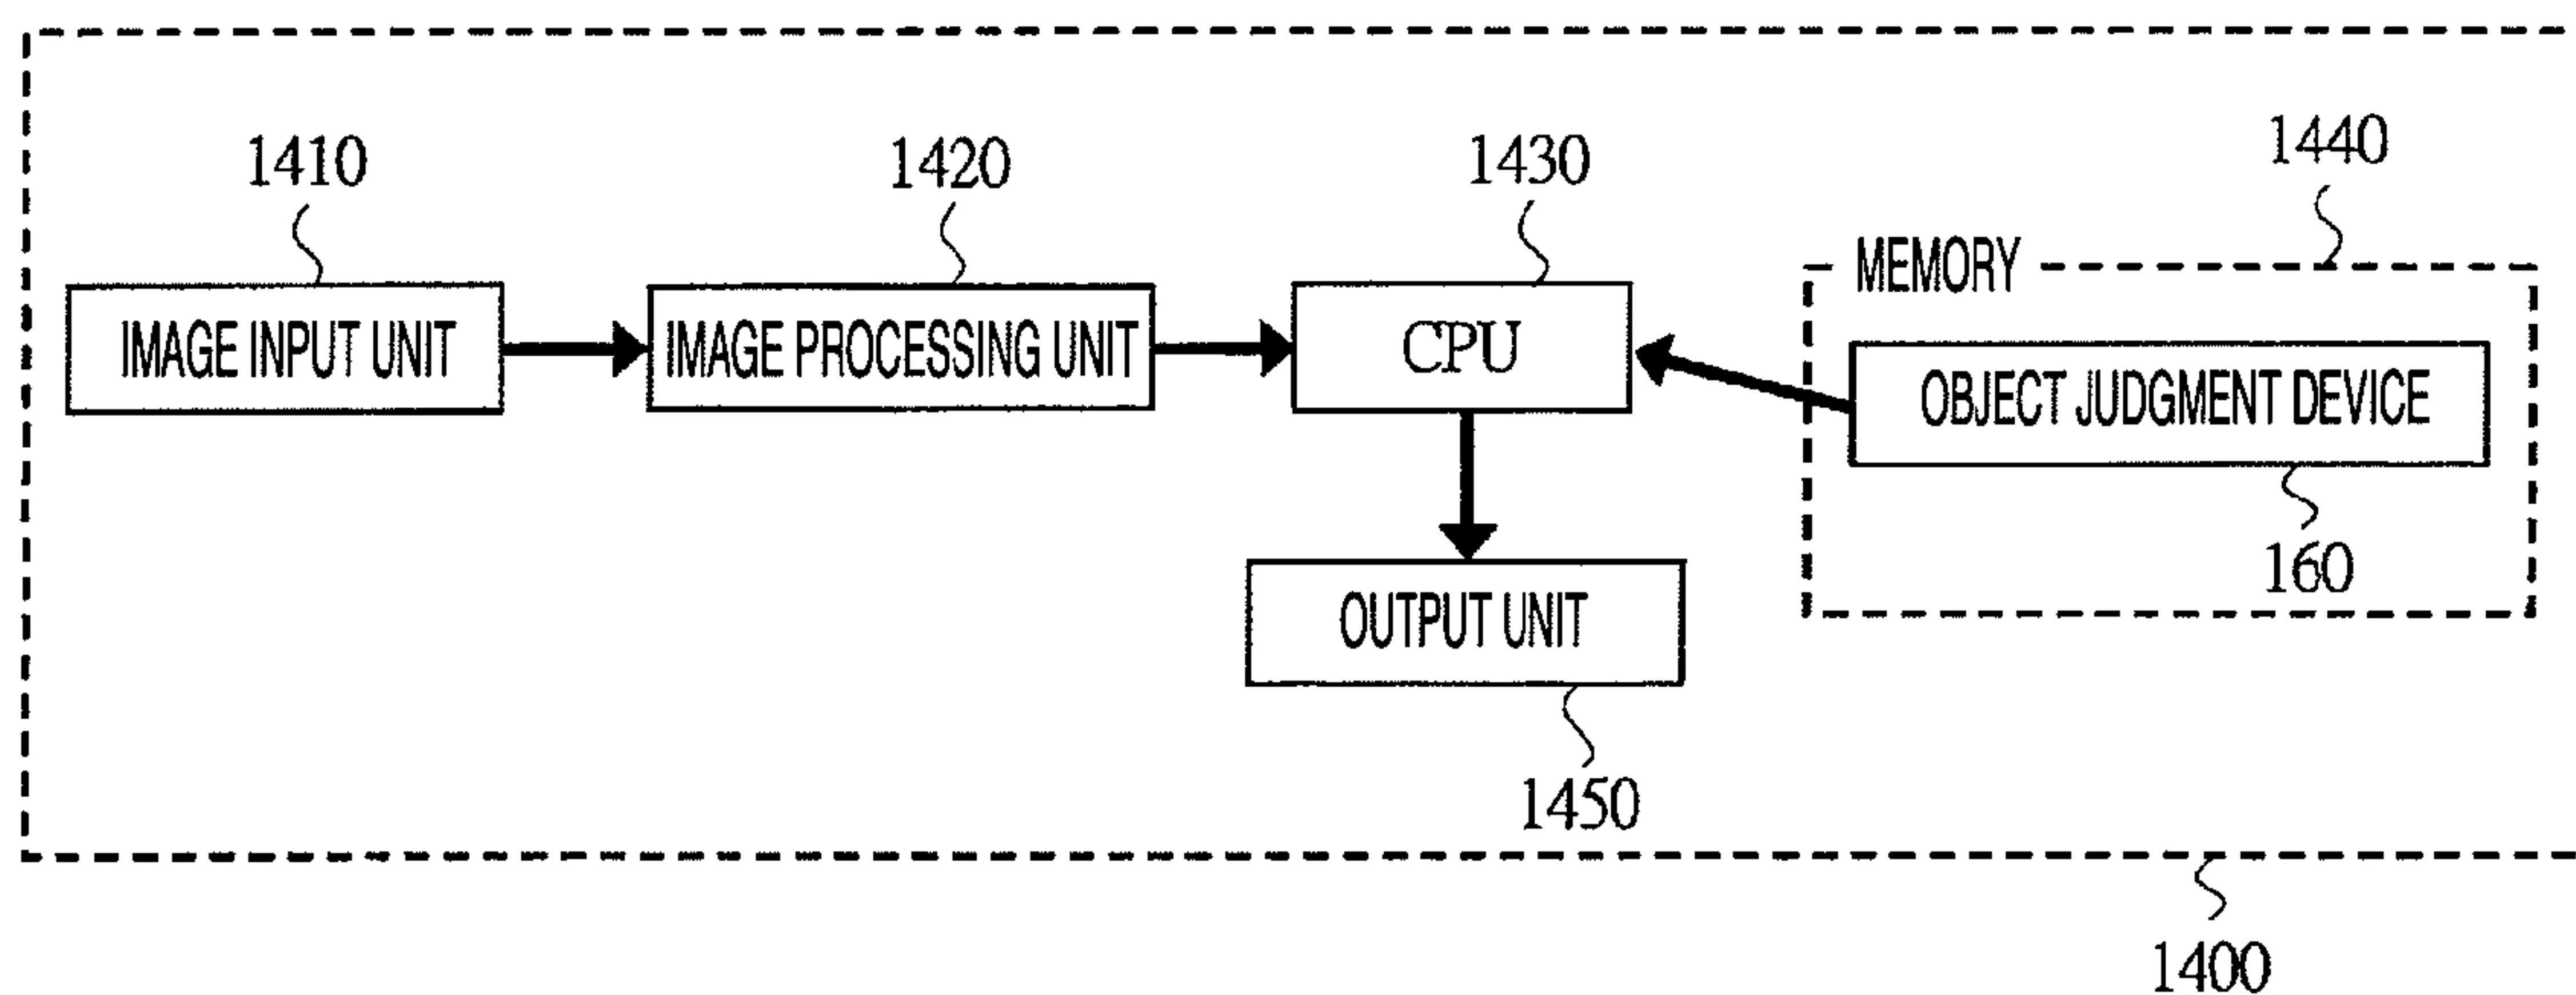 1410
1420
1430
1440
MEMORY
IMAGE INPUT UNIT
IMAGE PROCESSING UNIT
CPU
OBJECT JUDGMENT DEVICE
160
OUTPUT UNIT
1450
1400